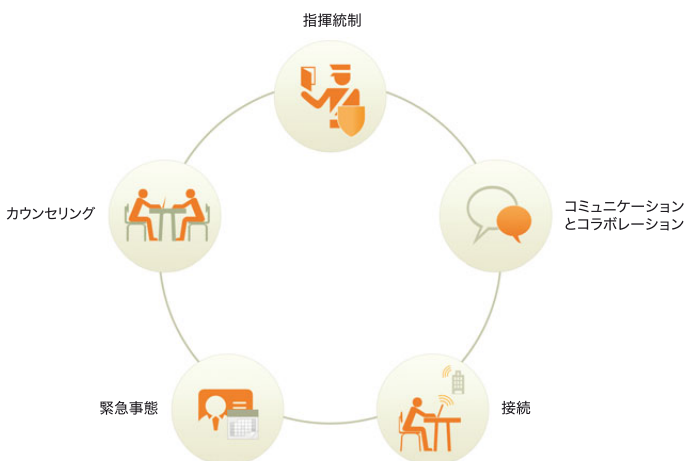 指揮統制
カウンセリング
コミュニケーション
とコラボレーション
緊急事態
接続